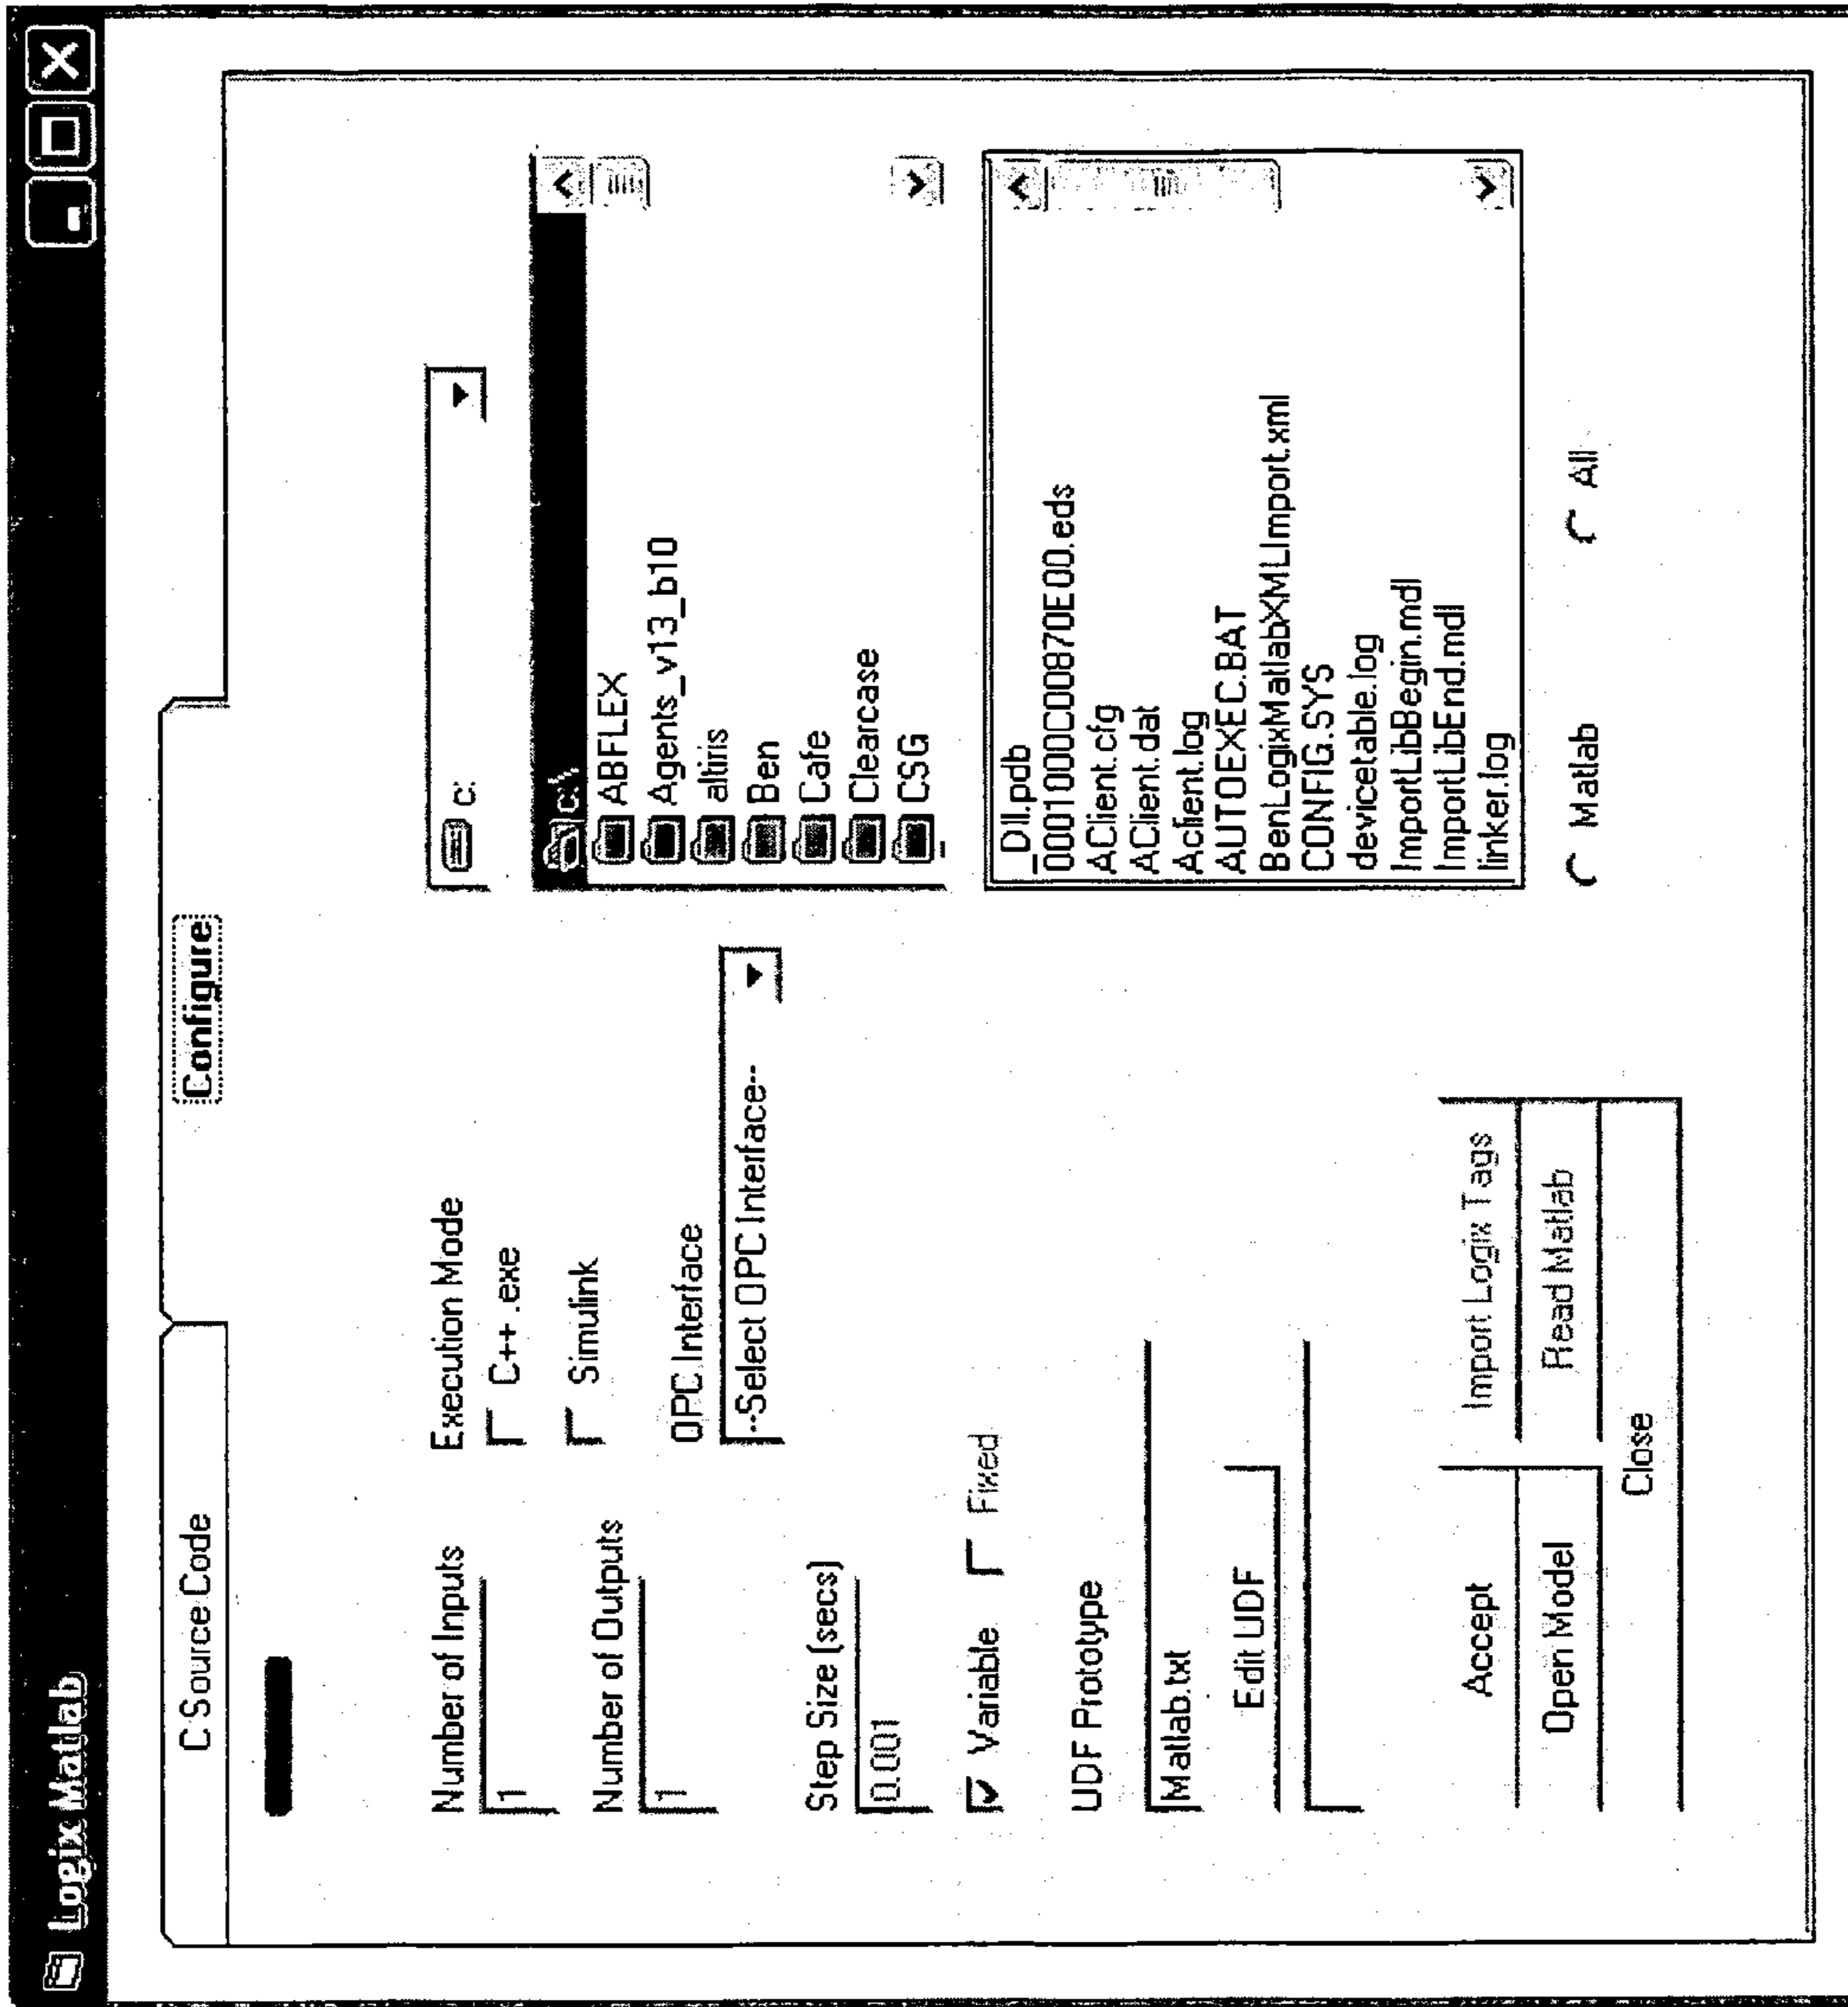 Logix Matlab
C Source Code
Configure
Number of Inputs
1
Number of Outputs
1
Step Size (secs)
0.001
Variable
Fixed
UDF Prototype
Matlab.txt
Edit UDF
Accept
Open Model
Import Logix Tags
Read Matlab
Close
Execution Mode
C++ .exe
Simulink
OPC Interface
--Select OPC Interface--
c:
c:\
ABFLEX
Agents_v13_b10
altiris
Ben
Cafe
Clearcase
CSG
_Dll.pdb
0001000CD0870E00.eds
AClient.cfg
AClient.dat
Aclient.log
AUTOEXEC.BAT
BenLogixMatlabXMLImport.xml
CONFIG.SYS
devicetable.log
ImportLibBegin.mdl
ImportLibEnd.mdl
linker.log
Matlab
All